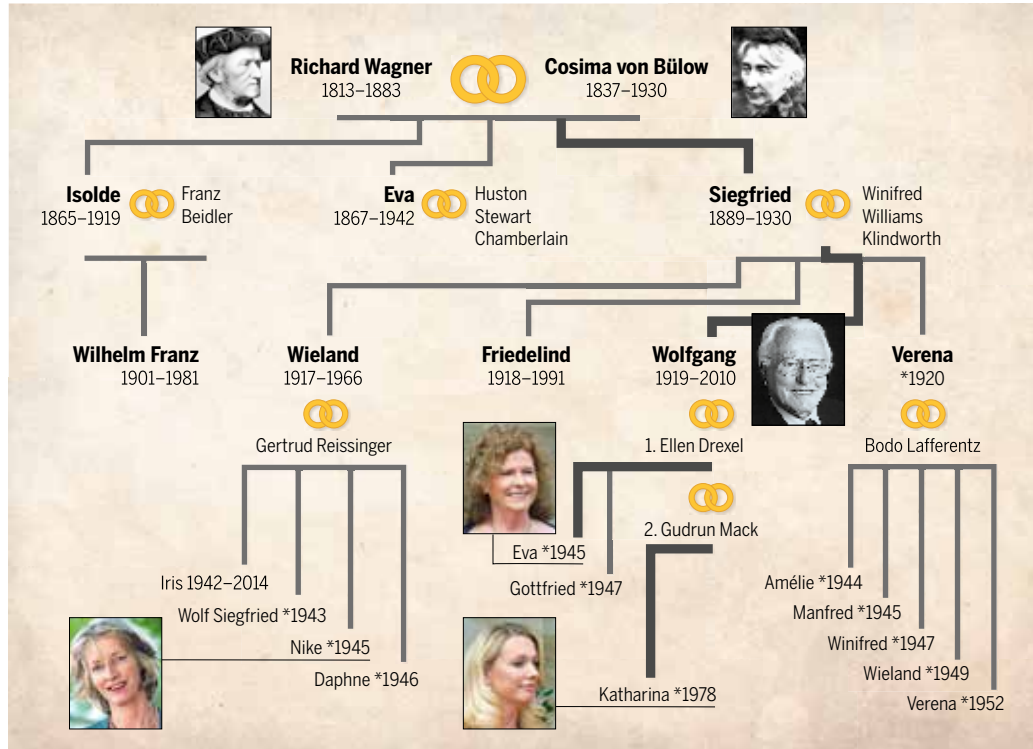 Richard Wagner
1813–1883
Cosima von Bülow
1837–1930
Isolde
1865–1919
Franz
Beidler
Eva
1867–1942
Huston
Stewart
Chamberlain
Siegfried
1889–1930
Winifred
Williams
Klindworth
Wilhelm Franz
1901–1981
Wieland
1917–1966
Friedelind
1918–1991
Wolfgang
1919–2010
Verena
*1920
Gertrud Reissinger
1. Ellen Drexel
Bodo Lafferentz
2. Gudrun Mack
Iris 1942–2014
Wolf Siegfried *1943
Nike *1945
Daphne *1946
Eva *1945
Gottfried *1947
Katharina *1978
Amélie *1944
Manfred *1945
Winifred *1947
Wieland *1949
Verena *1952